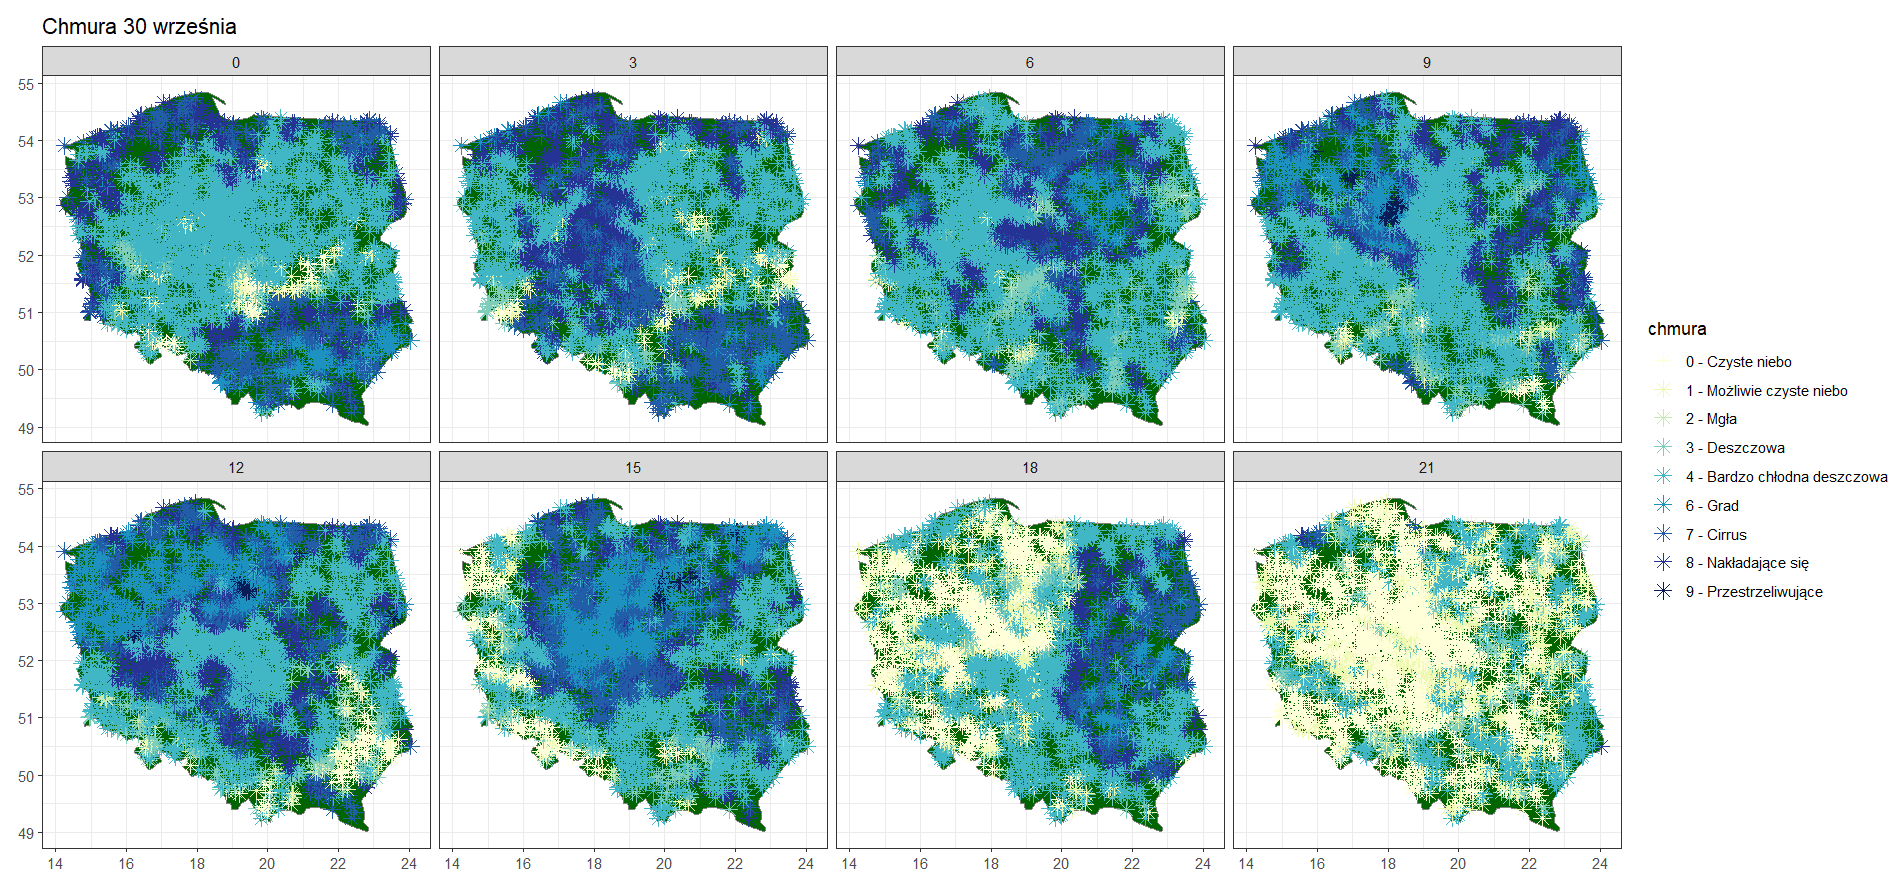 Chmura 30 września
0 3 6 9
55
54
53
52
51
50
49
12 15 18 21
55
54
53
52
51
50
49
14 16 18 20 22 24 14 16 18 20 22 24 14 16 18 20 22 24 14 16 18 20 22 24
chmura
0 - Czyste niebo
1 - Możliwie czyste niebo
2 - Mgła
3 - Deszczowa
4 - Bardzo chłodna deszczowa
6 - Grad
7 - Cirrus
8 - Nakładające się
9 - Przestrzeliwujące